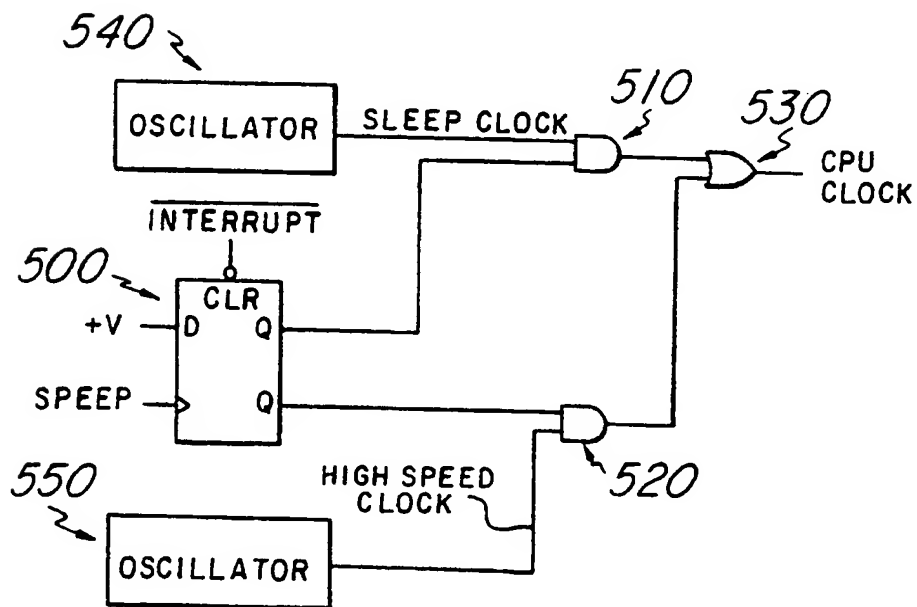 540
OSCILLATOR
SLEEP CLOCK
510
530
CPU
CLOCK
INTERRUPT
500
CLR
+V
D
Q
SPEEP
Q
520
550
HIGH SPEED
CLOCK
OSCILLATOR